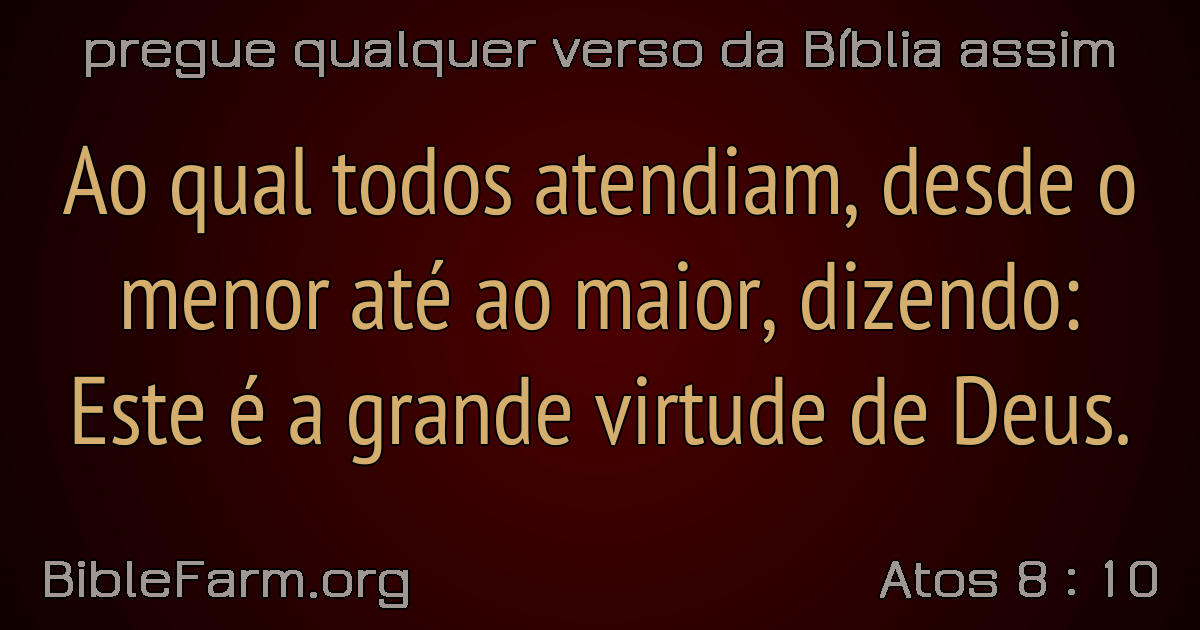 pregue qualquer verso da Bíblia assim
Ao qual todos atendiam, desde o
menor até ao maior, dizendo:
Este é a grande virtude de Deus.
BibleFarm.org
Atos 8 : 10